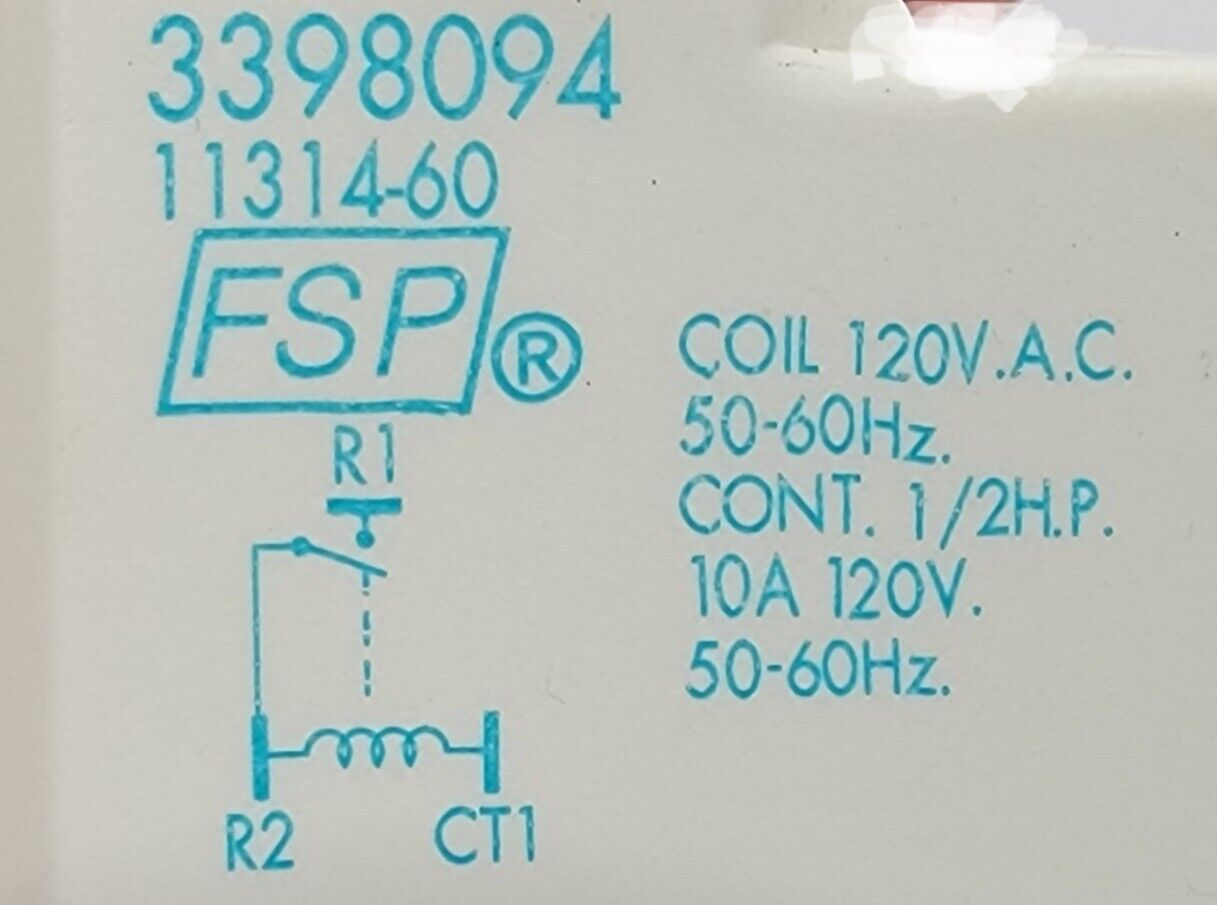 3398094
11314-60
FSP®
R1
R2 CT1
COIL 120V.A.C.
50-60Hz.
CONT. 1/2H.P.
10A 120V.
50-60Hz.